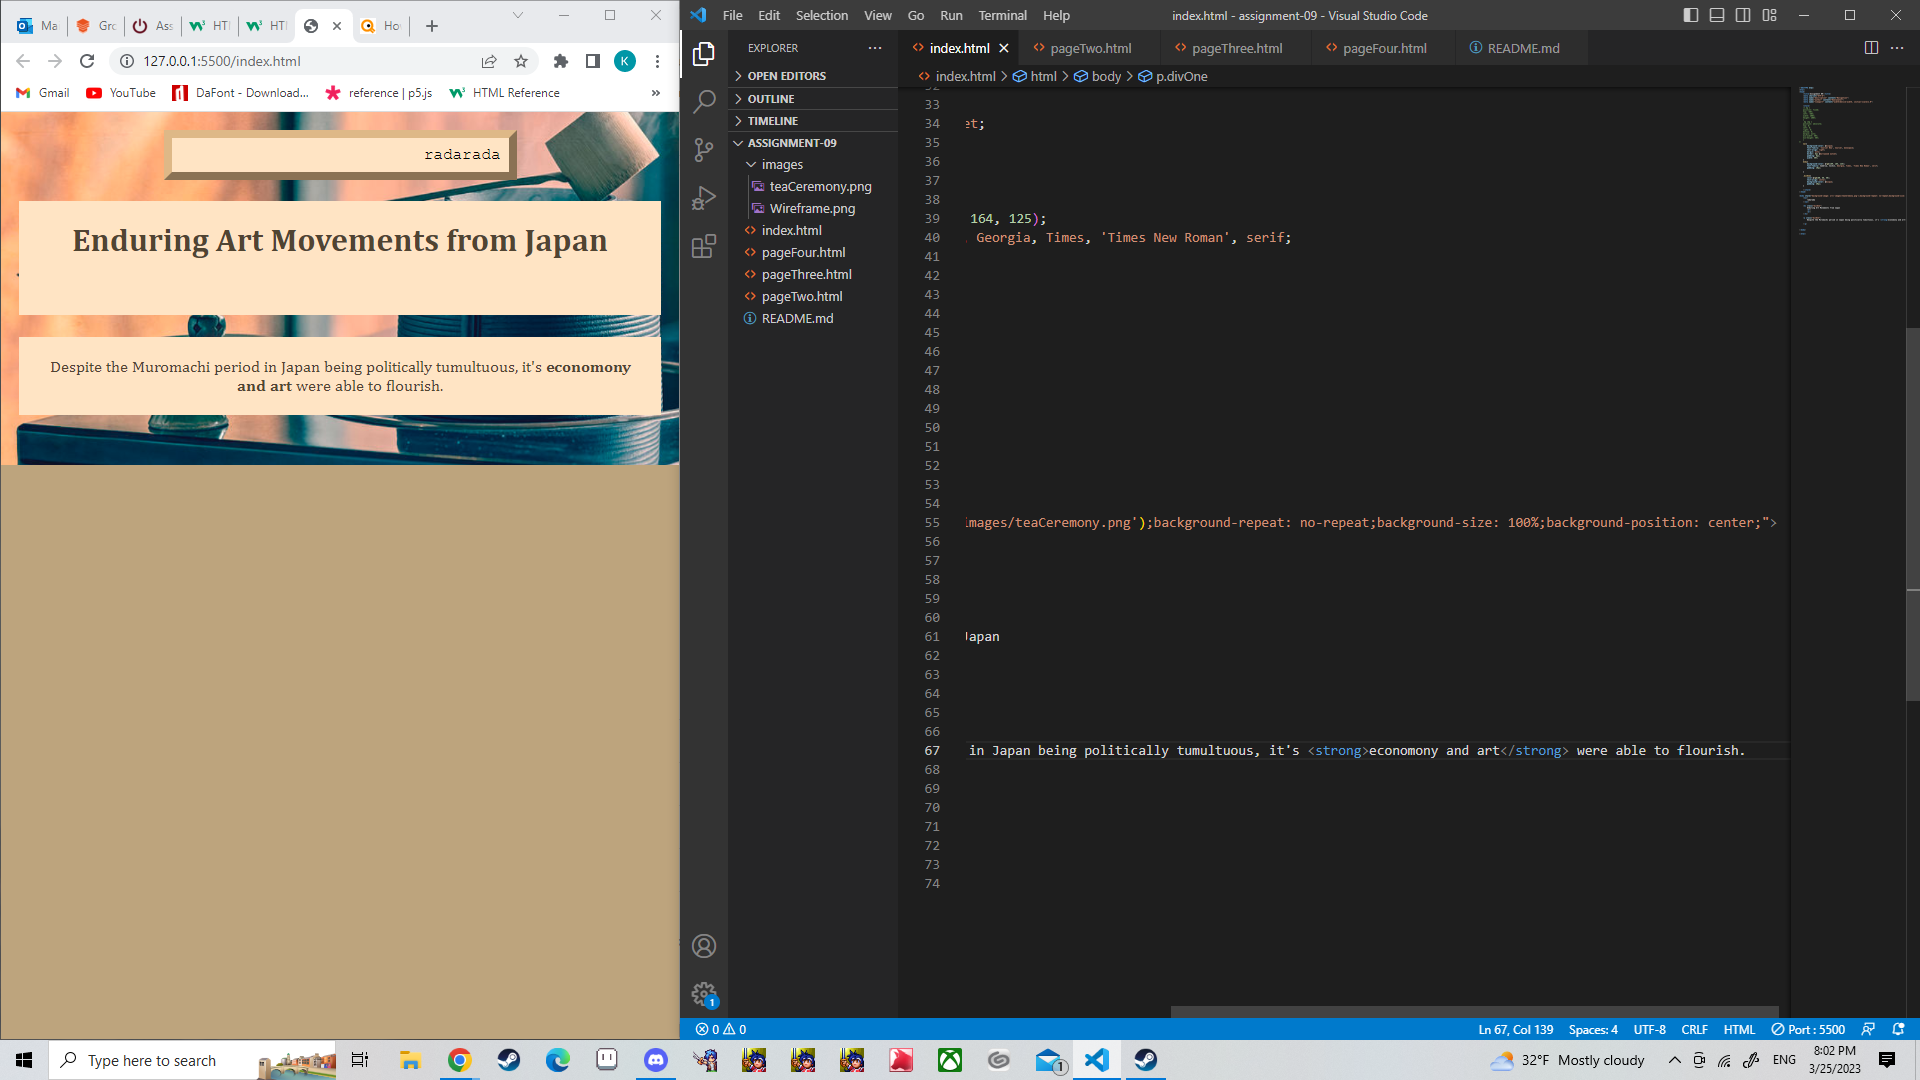 Ma
Gro
Ass
HT
HT
Ho
127.0.0.1:5500/index.html
K
Gmail
YouTube
DaFont - Download...
reference | p5.js
HTML Reference
»
radarada
Enduring Art Movements from Japan
Despite the Muromachi period in Japan being politically tumultuous, it's economony
and art were able to flourish.
File Edit Selection View Go Run Terminal Help
index.html - assignment-09 - Visual Studio Code
EXPLORER
OPEN EDITORS
OUTLINE
TIMELINE
ASSIGNMENT-09
images
teaCeremony.png
Wireframe.png
index.html
pageFour.html
pageThree.html
pageTwo.html
README.md
index.html
pageTwo.html
pageThree.html
pageFour.html
README.md
index.html > html > body > p.divOne
32
33
34 et;
35
36
37
38
39 164, 125);
40 Georgia, Times, 'Times New Roman', serif;
41
42
43
44
45
46
47
48
49
50
51
52
53
54
55 images/teaCeremony.png');background-repeat: no-repeat;background-size: 100%;background-position: center;">
56
57
58
59
60
61 Japan
62
63
64
65
66
67 in Japan being politically tumultuous, it's <strong>economony and art</strong> were able to flourish.
68
69
70
71
72
73
74
1
0 0
Ln 67, Col 139
Spaces: 4
UTF-8
CRLF
HTML
Port : 5500
Type here to search
1
32°F Mostly cloudy
ENG
8:02 PM
3/25/2023